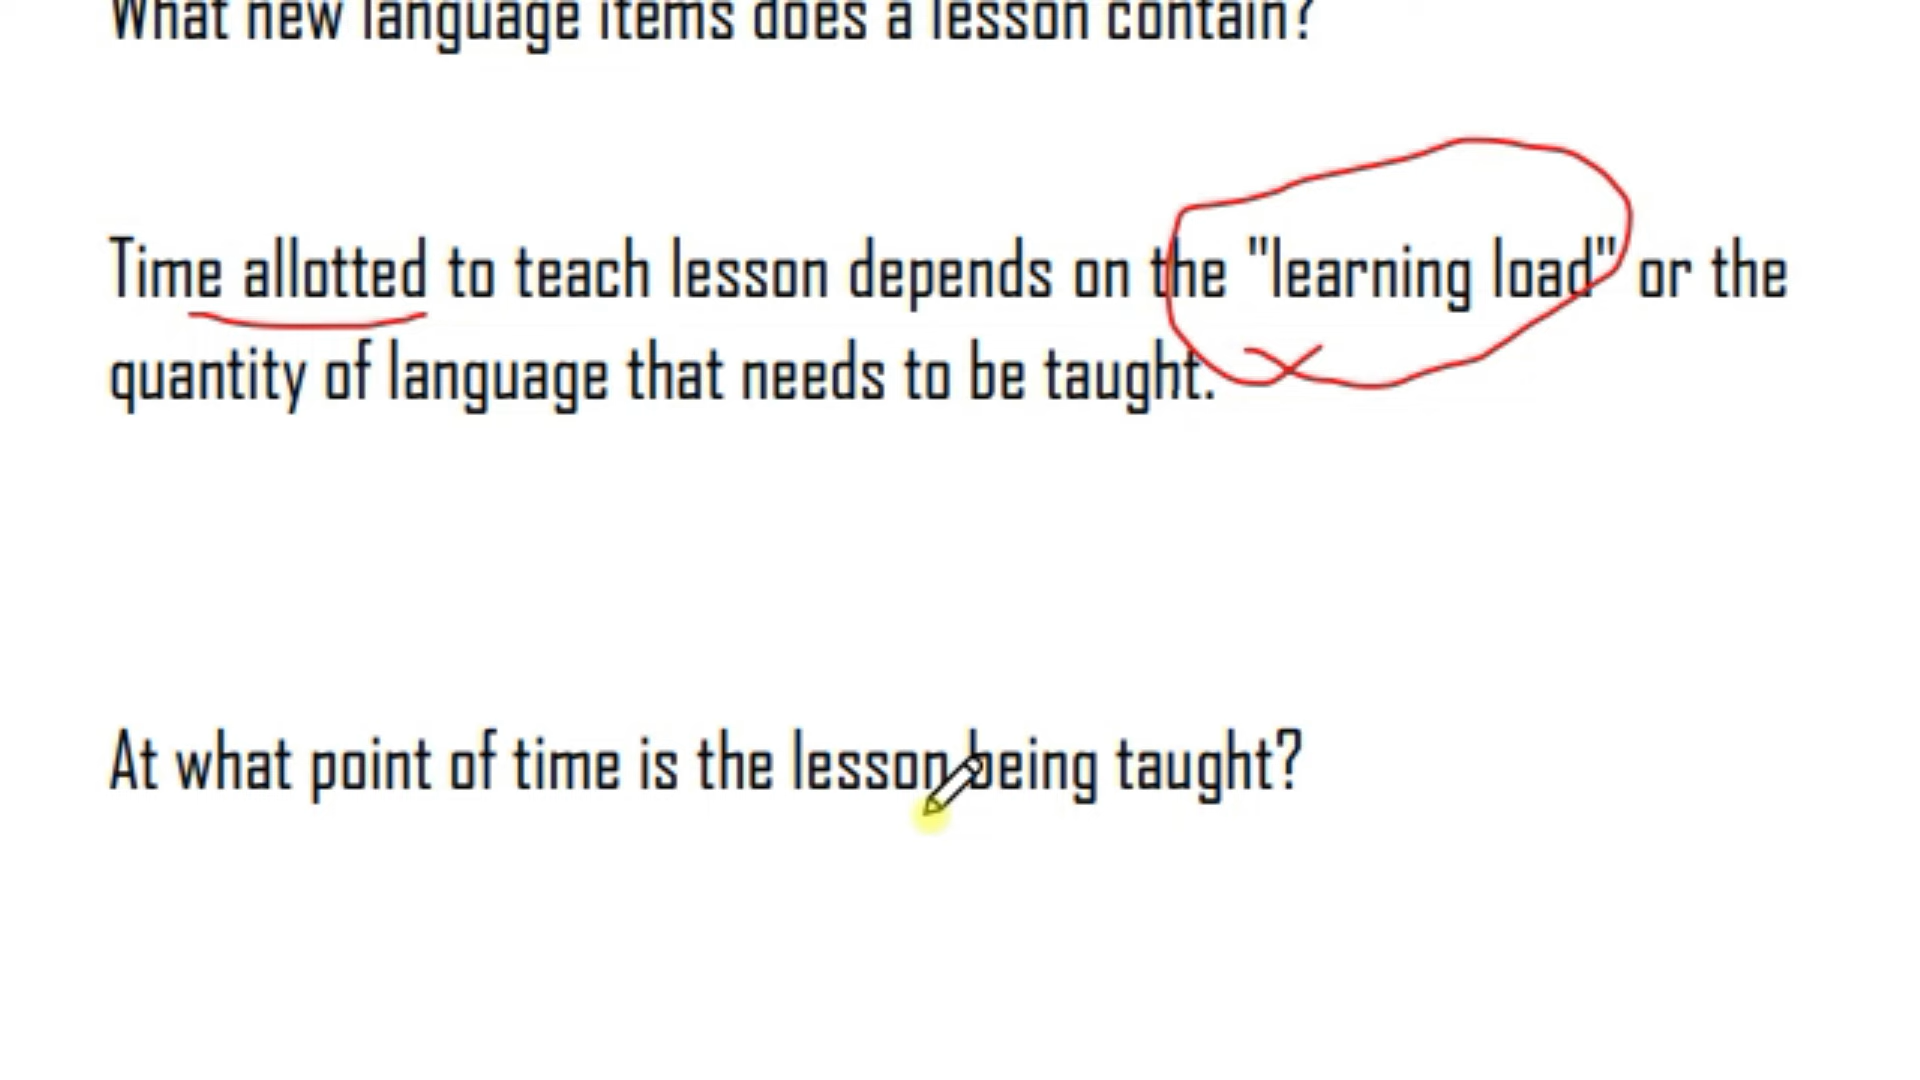 What new language items does a lesson contain?
Time allotted to teach lesson depends on the "learning load" or the
quantity of language that needs to be taught.
At what point of time is the lesson being taught?